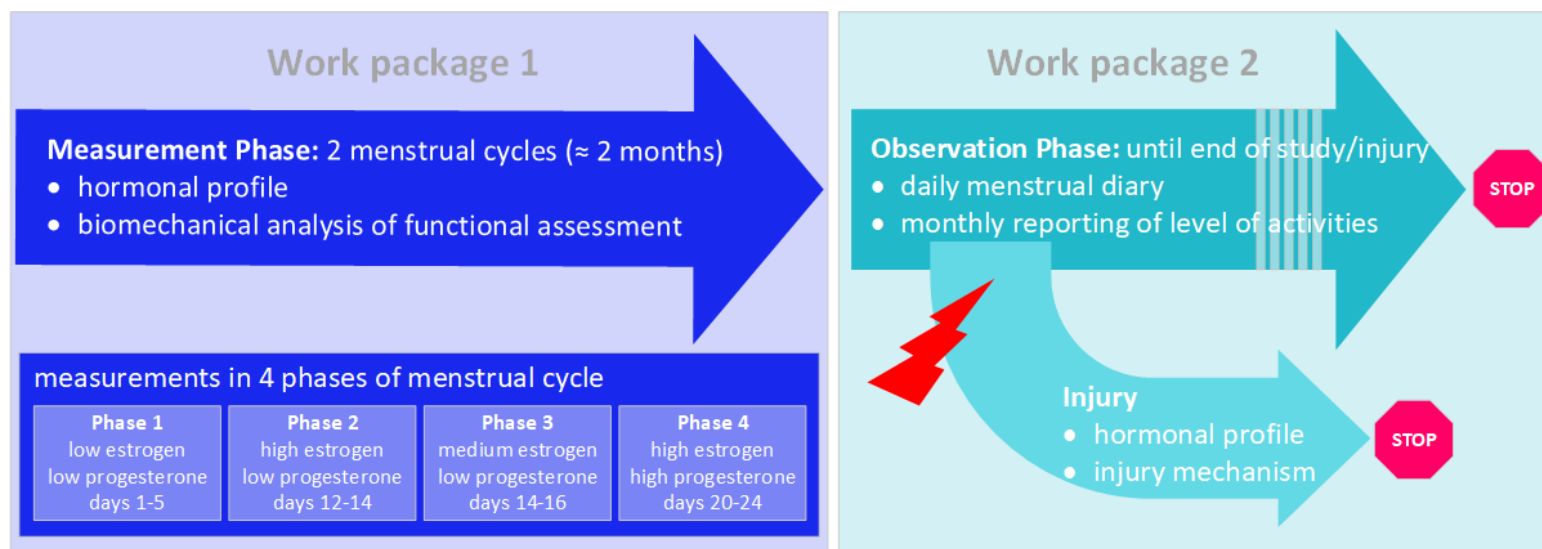 Work package 1
Measurement Phase: 2 menstrual cycles (≈ 2 months)
• hormonal profile
• biomechanical analysis of functional assessment
measurements in 4 phases of menstrual cycle
Phase 1
low estrogen
low progesterone
days 1-5
Phase 2
high estrogen
low progesterone
days 12-14
Phase 3
medium estrogen
low progesterone
days 14-16
Phase 4
high estrogen
high progesterone
days 20-24
Work package 2
Observation Phase: until end of study/injury
• daily menstrual diary
• monthly reporting of level of activities
STOP
Injury
• hormonal profile
• injury mechanism
STOP